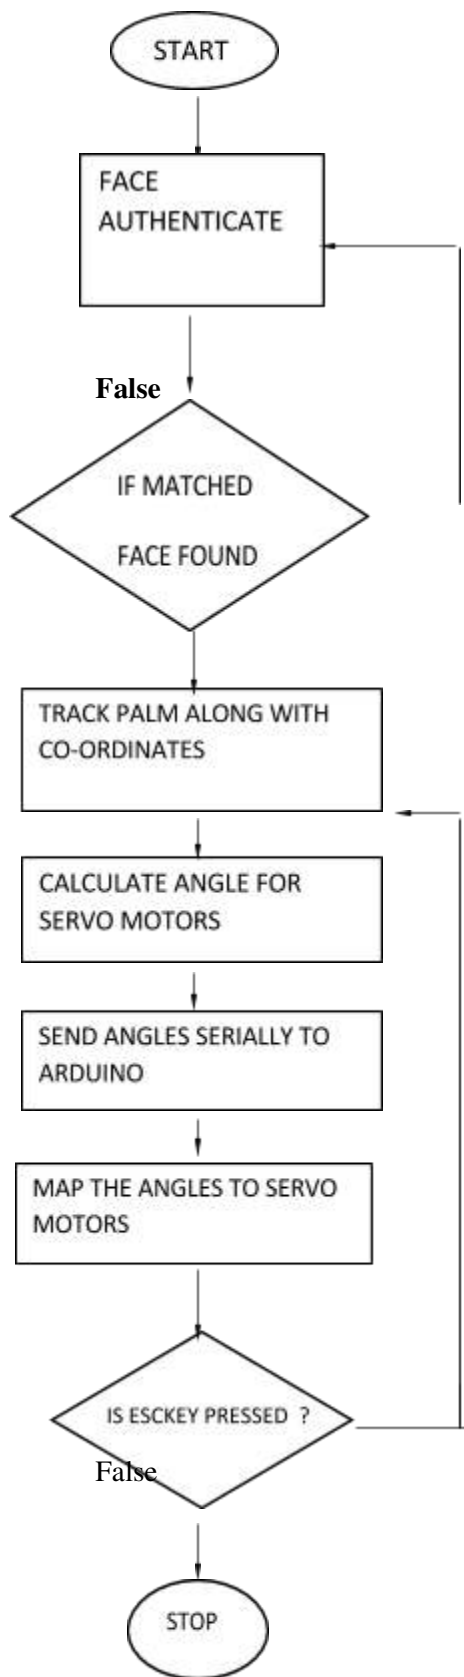 START
FACE
AUTHENTICATE
False
IF MATCHED
FACE FOUND
TRACK PALM ALONG WITH
CO-ORDINATES
CALCULATE ANGLE FOR
SERVO MOTORS
SEND ANGLES SERIALLY TO
ARDUINO
MAP THE ANGLES TO SERVO
MOTORS
IS ESCKEY PRESSED ?
False
STOP